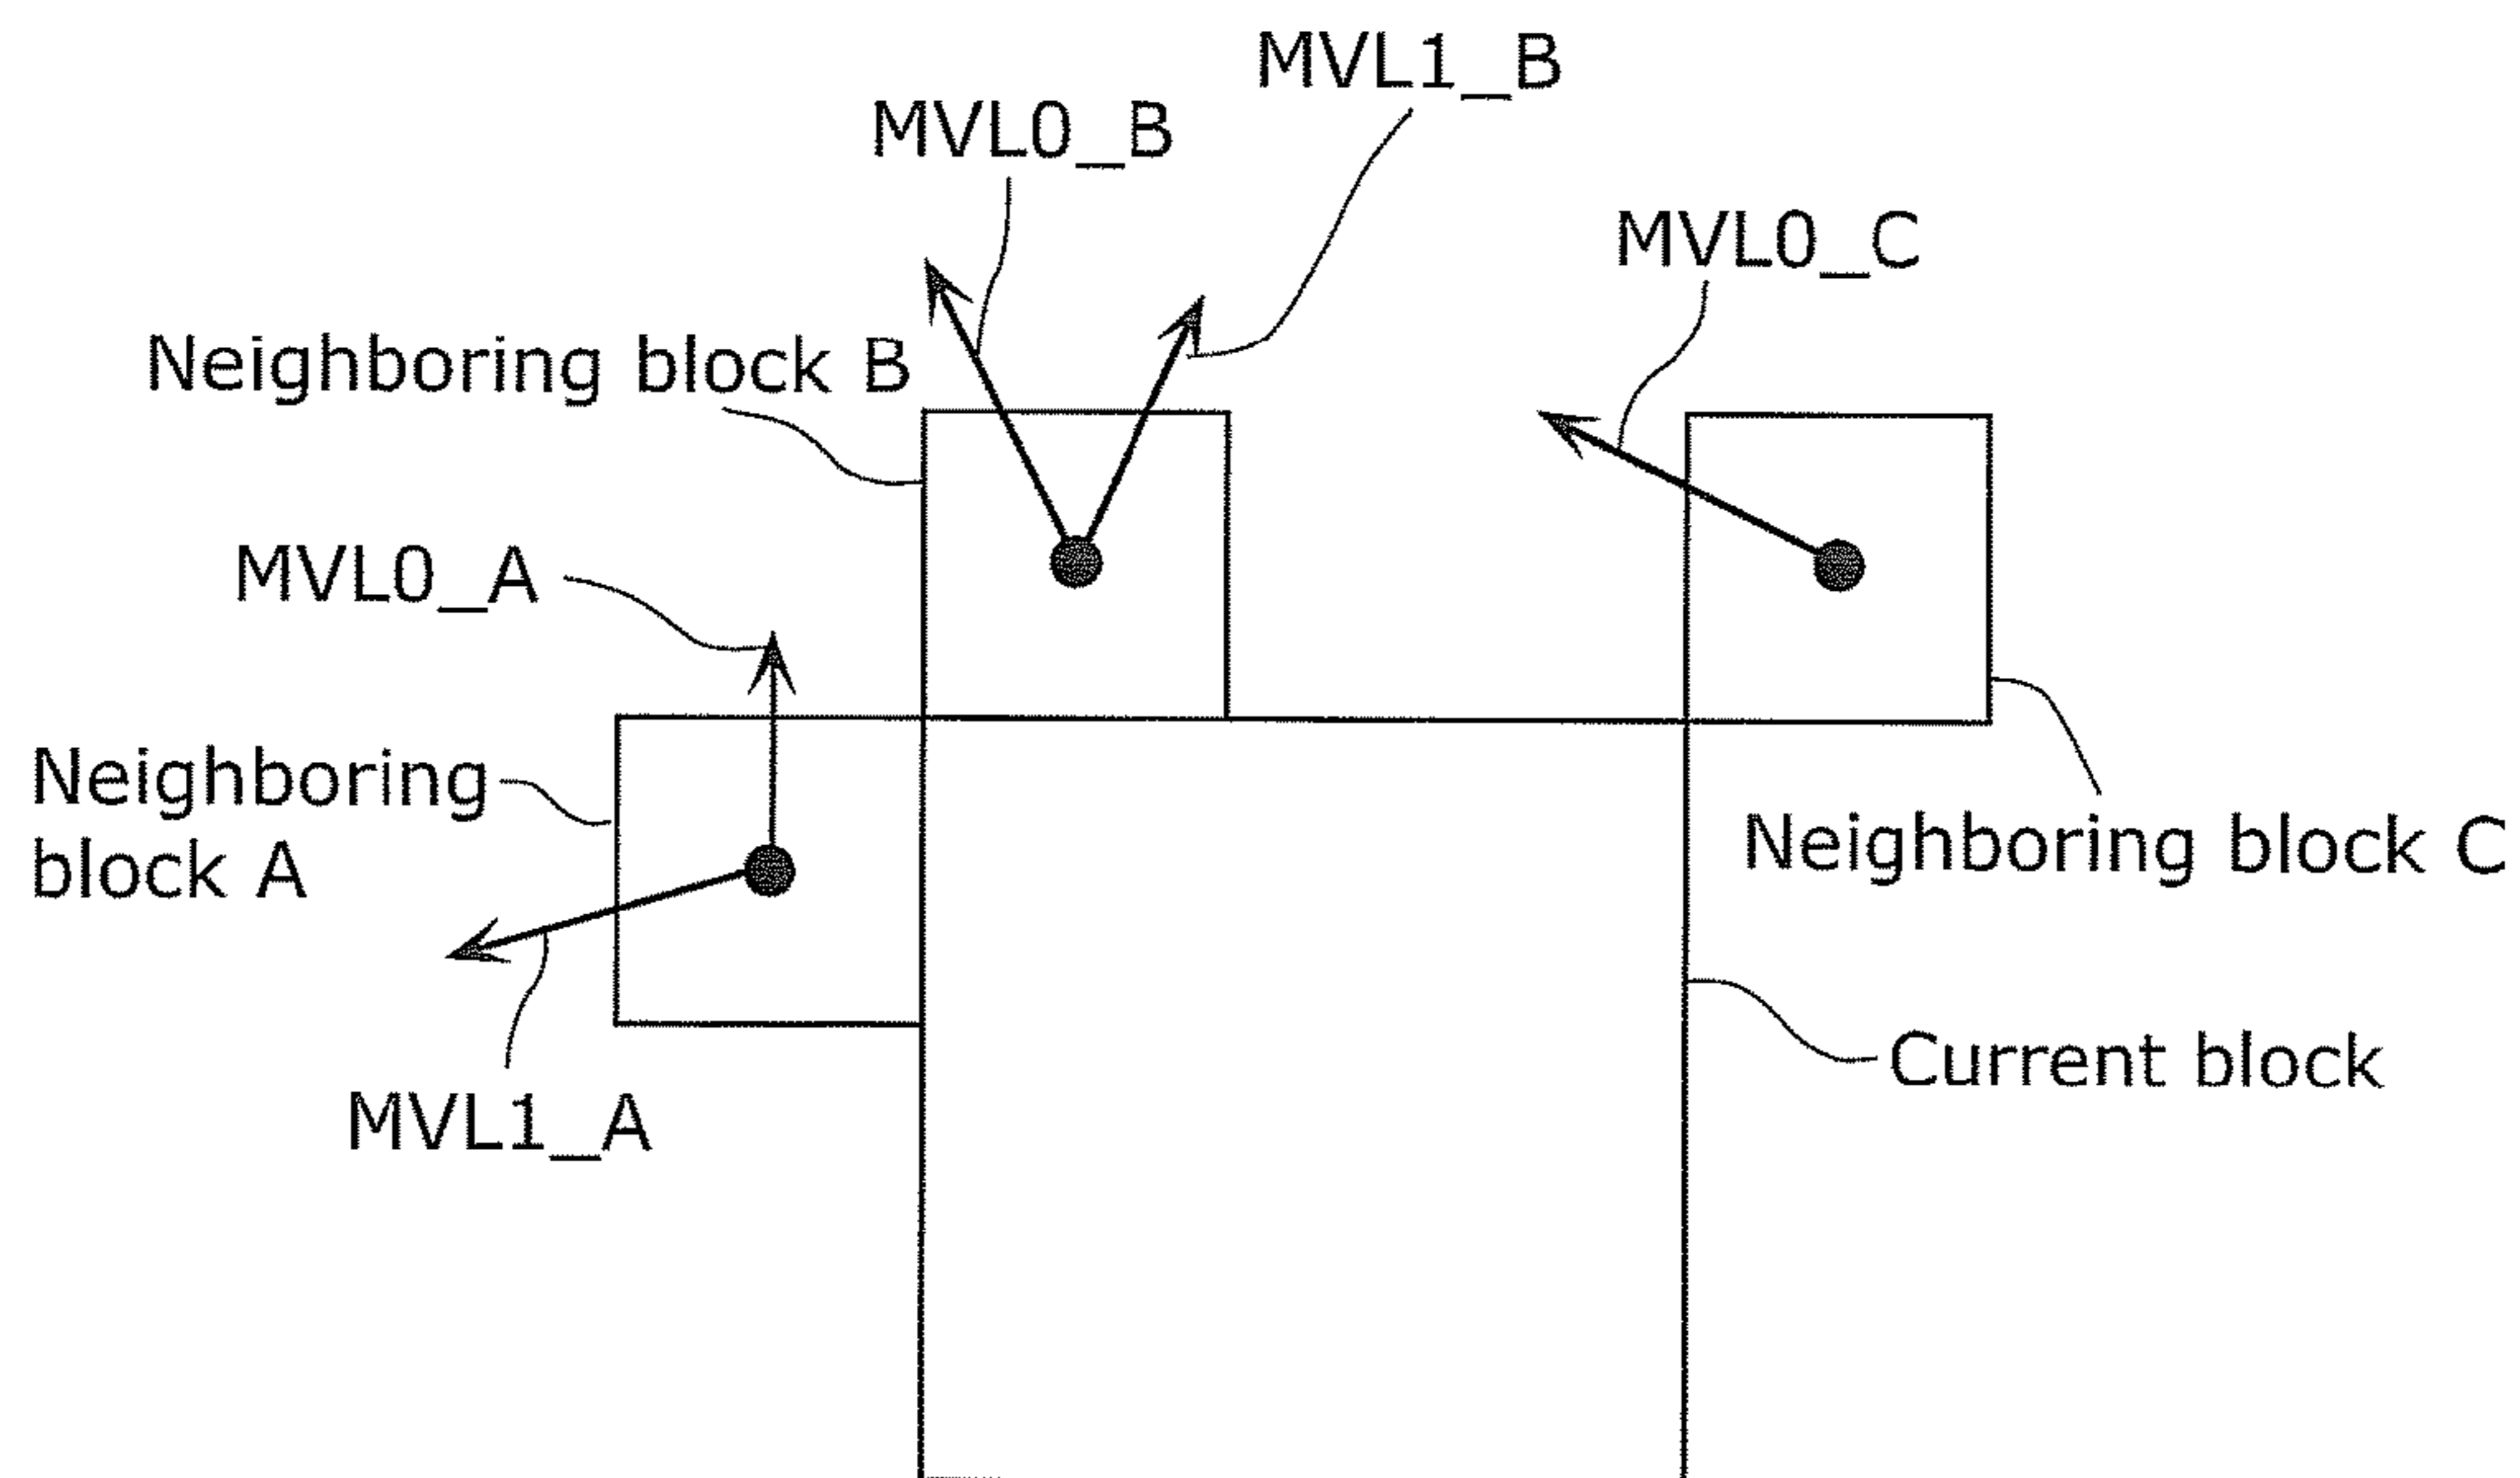 MVL1_B
MVL0_B
MVL0_C
Neighboring block B
MVL0_A
Neighboring
block A
Neighboring block C
Current block
MVL1_A